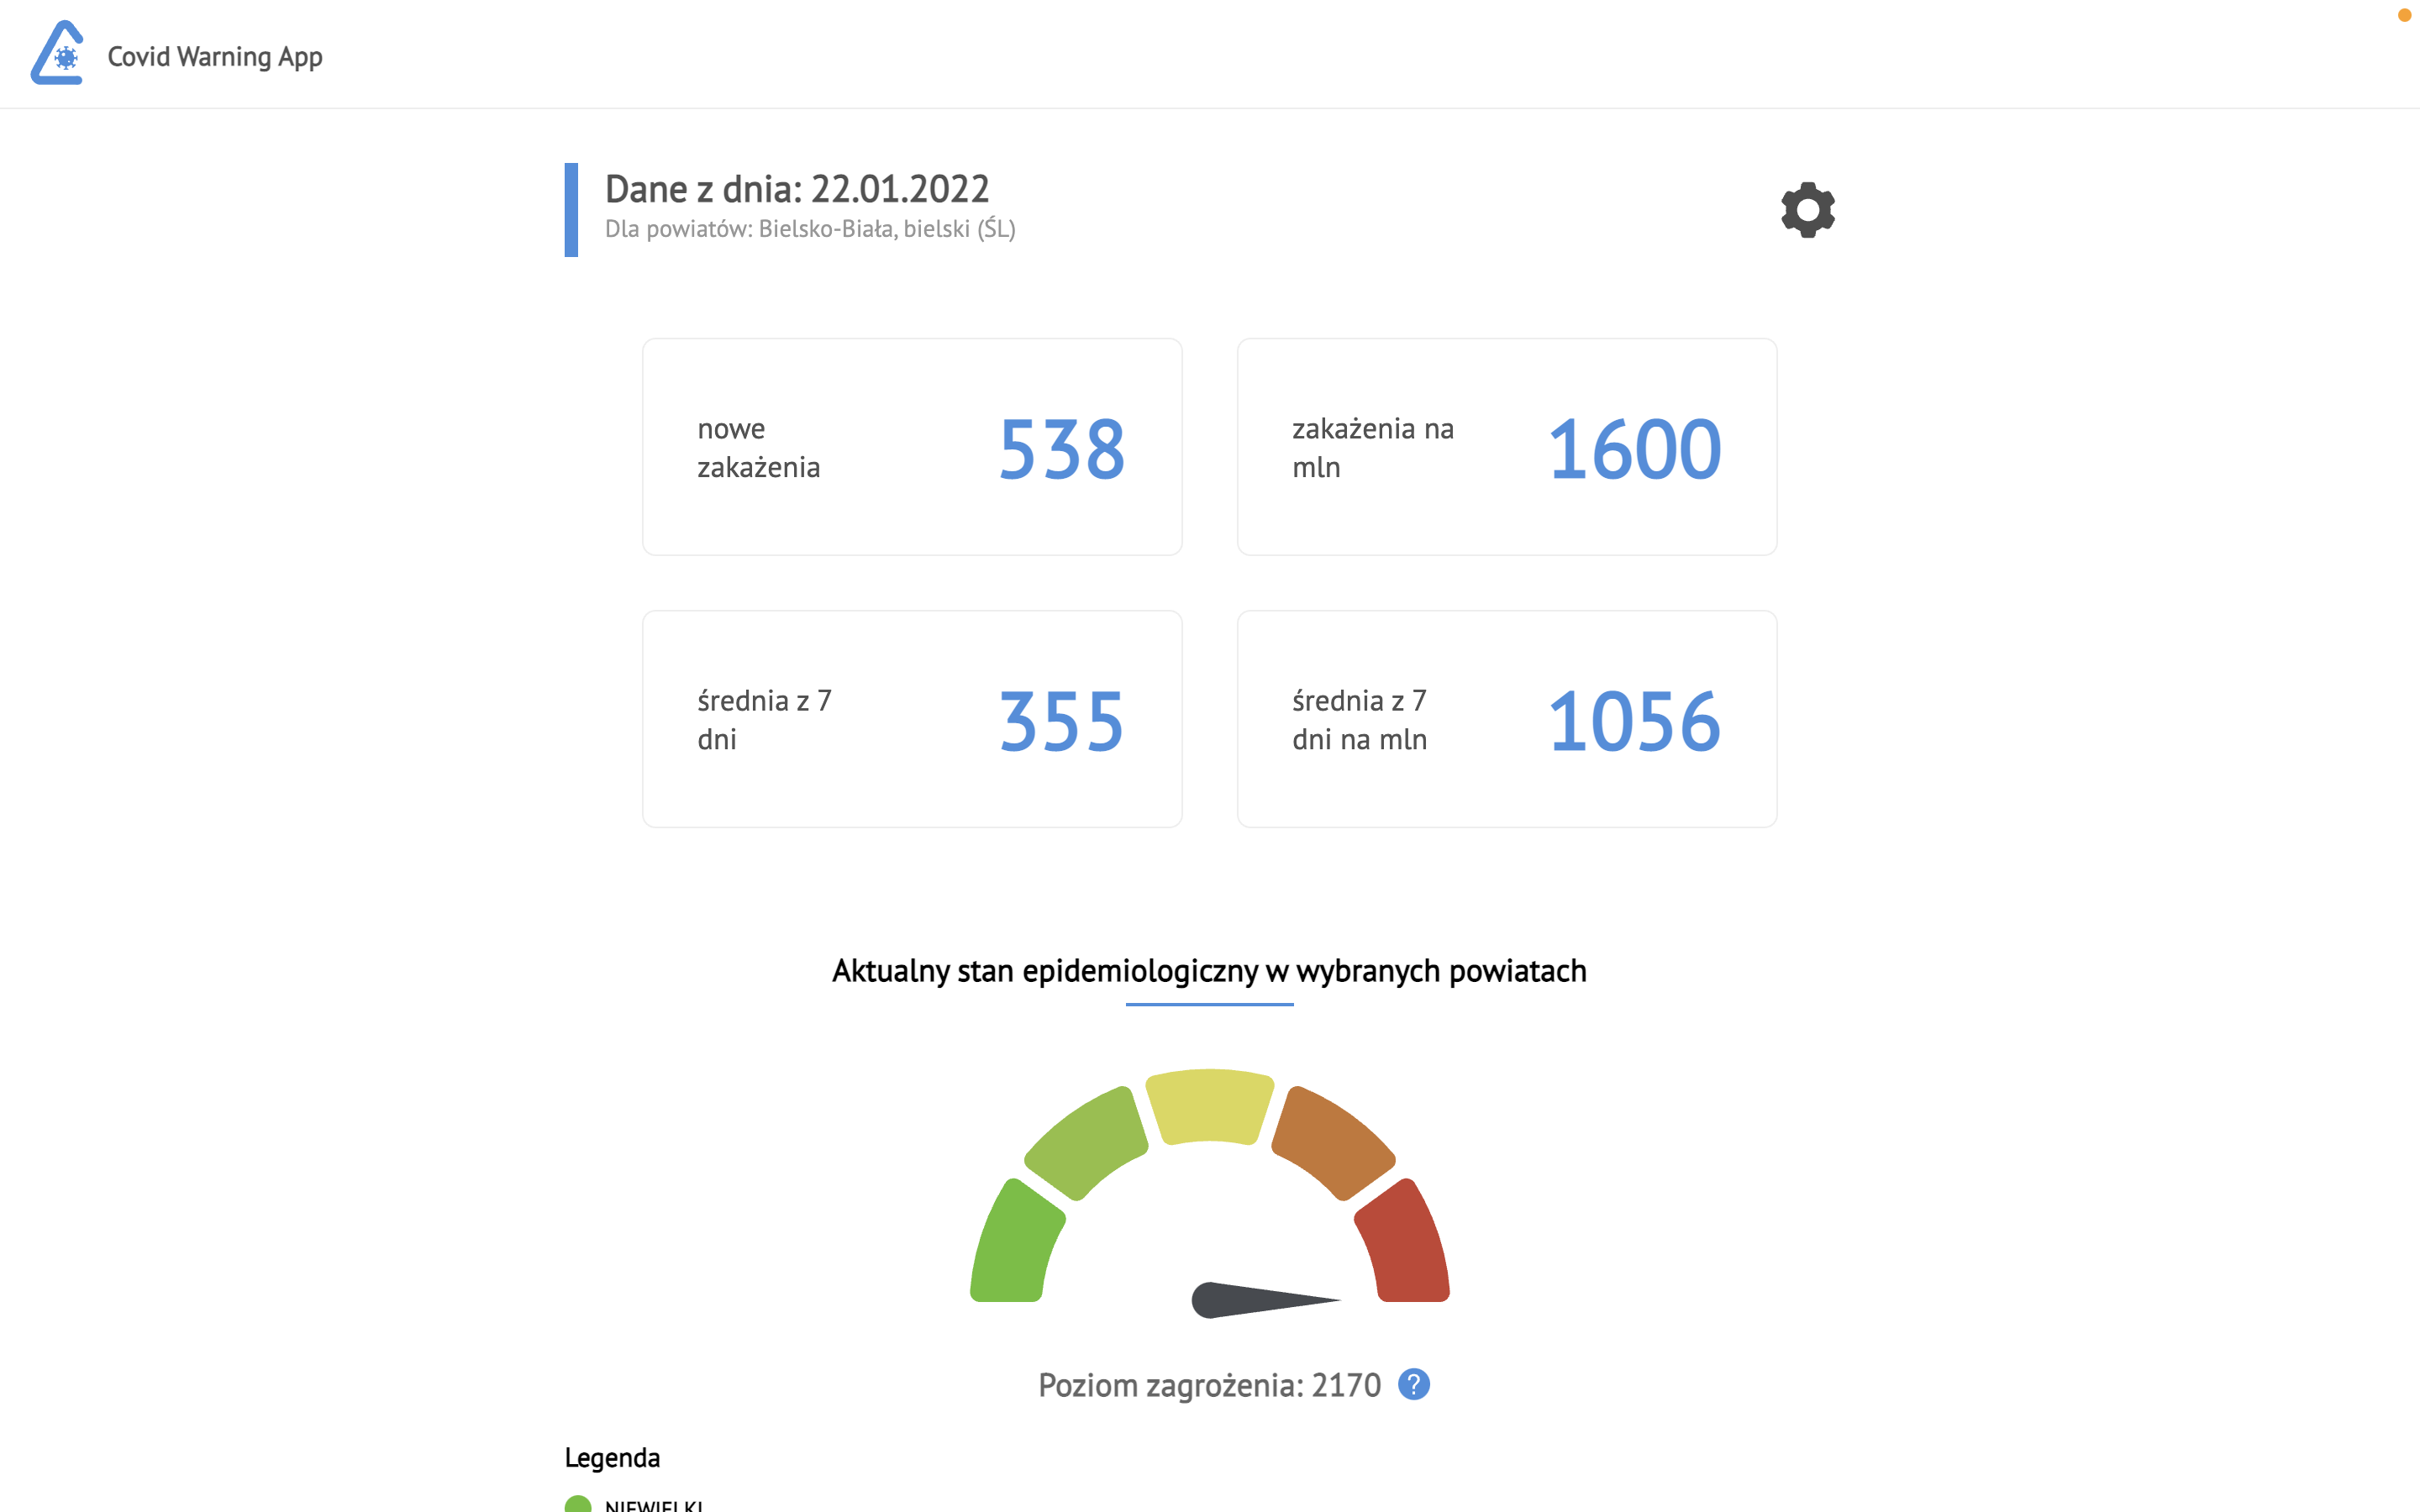 Covid Warning App
Dane z dnia: 22.01.2022
Dla powiatów: Bielsko-Biała, bielski (ŚL)
nowe
zakażenia
538
zakażenia na
mln
1600
średnia z 7
dni
355
średnia z 7
dni na mln
1056
Aktualny stan epidemiologiczny w wybranych powiatach
Poziom zagrożenia: 2170 ?
Legenda
NIEWIELKI